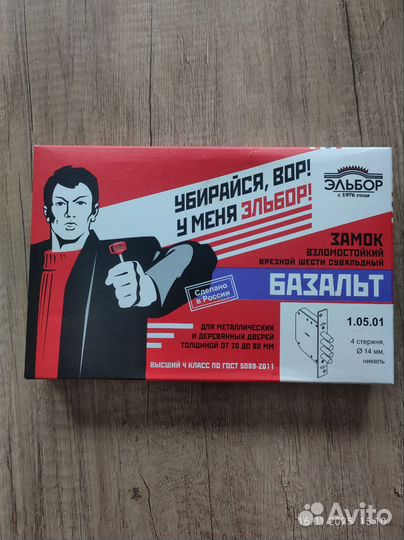 УБИРАЙСЯ, ВОР!
У МЕНЯ ЭЛЬБОР!
ЭЛЬБОР
с 1976 года
ЗАМОК
ВЗЛОМОСТОЙКИЙ
ВРЕЗНОЙ ШЕСТИ СУВАЛЬДНЫЙ
БАЗАЛЬТ
Сделано
в России
ДЛЯ МЕТАЛЛИЧЕСКИХ
И ДЕРЕВЯННЫХ ДВЕРЕЙ
ТОЛЩИНОЙ ОТ 70 ДО 80 ММ
ВЫСШИЙ 4 КЛАСС ПО ГОСТ 5089-2011
1.05.01
4 стержня,
Ø 14 мм,
никель
Avito